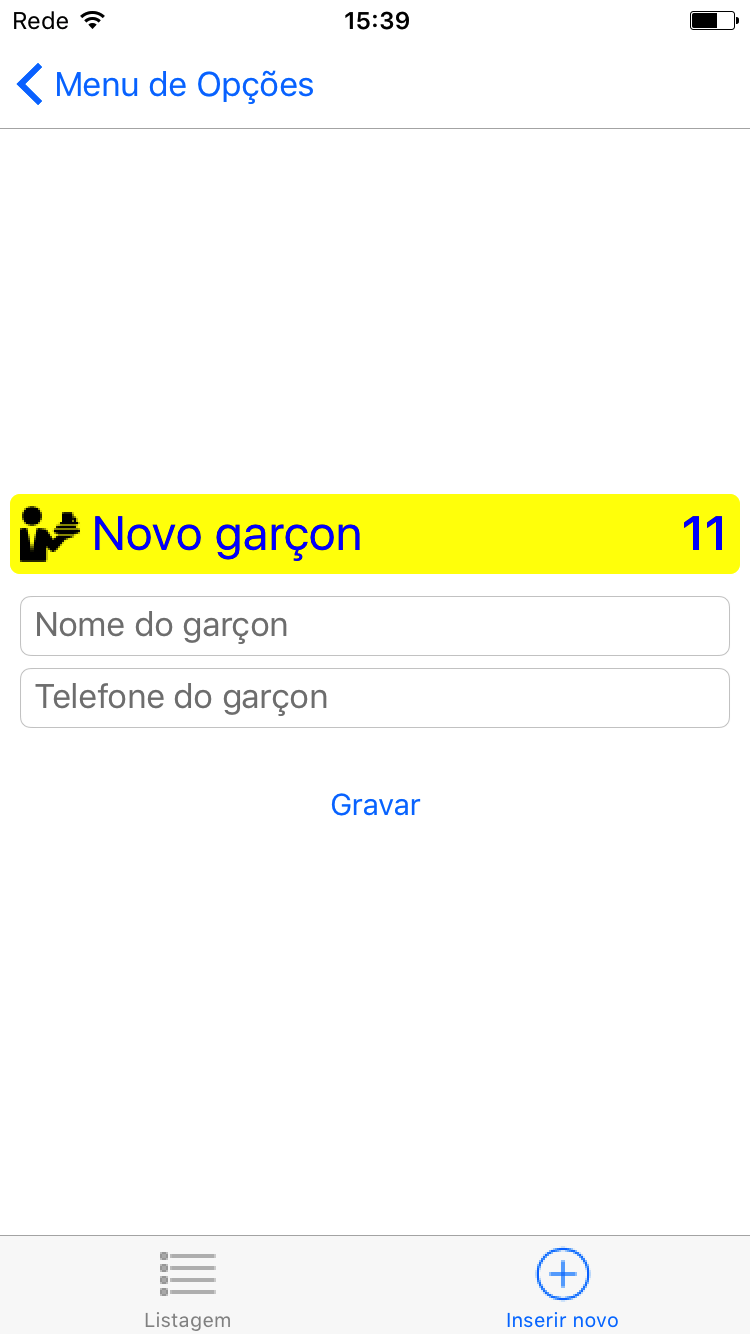 Rede 15:39
Menu de Opções
Novo garçon 11
Nome do garçon
Telefone do garçon
Gravar
Listagem Inserir novo